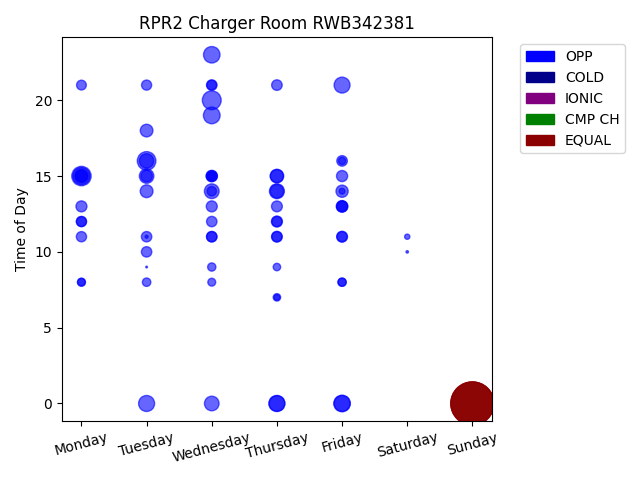 RPR2 Charger Room RWB342381
Time of Day
20
15
10
5
0
Monday
Tuesday
Wednesday
Thursday
Friday
Saturday
Sunday
OPP
COLD
IONIC
CMP CH
EQUAL